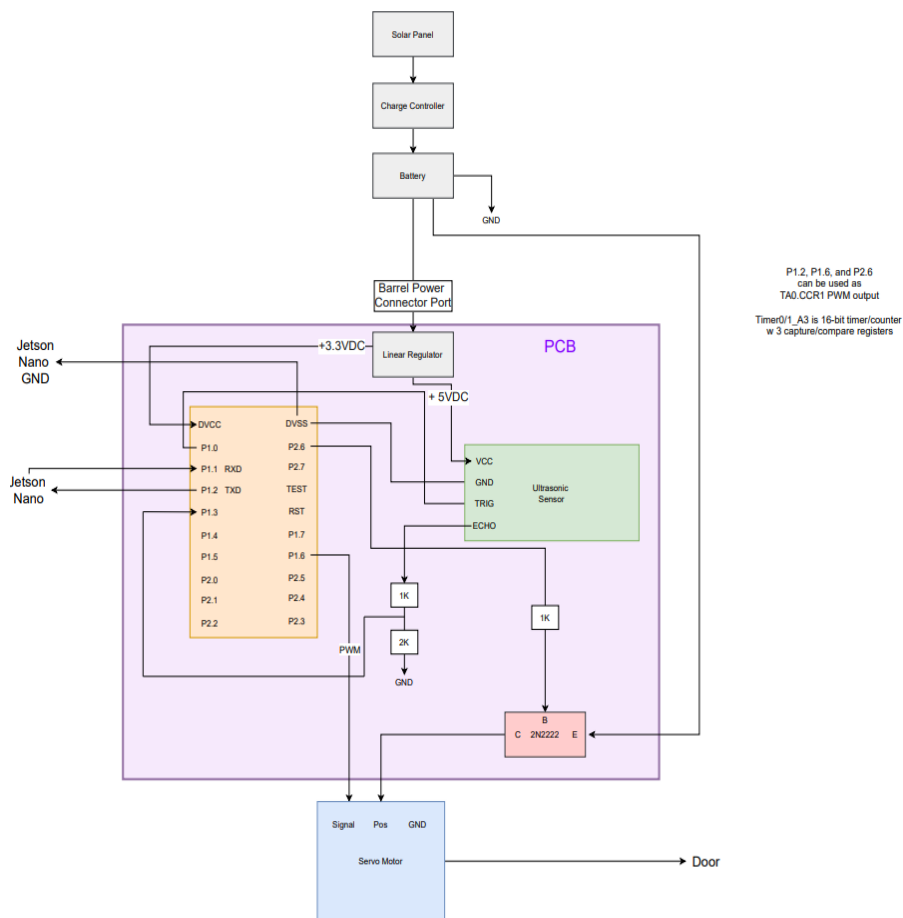 Solar Panel
Charge Controller
Battery
GND
Barrel Power
Connector Port
P1.2, P1.6, and P2.6
can be used as
TA0.CCR1 PWM output
Timer0/1_A3 is 16-bit timer/counter
w 3 capture/compare registers
PCB
Linear Regulator
+3.3VDC
+ 5VDC
Jetson
Nano
GND
DVCC DVSS
P1.0 P2.6
P1.1 RXD P2.7
P1.2 TXD TEST
P1.3 RST
P1.4 P1.7
P1.5 P1.6
P2.0 P2.5
P2.1 P2.4
P2.2 P2.3
Jetson
Nano
VCC
GND
TRIG
ECHO
Ultrasonic
Sensor
1K
2K
GND
1K
PWM
B
C 2N2222 E
Signal Pos GND
Servo Motor
Door